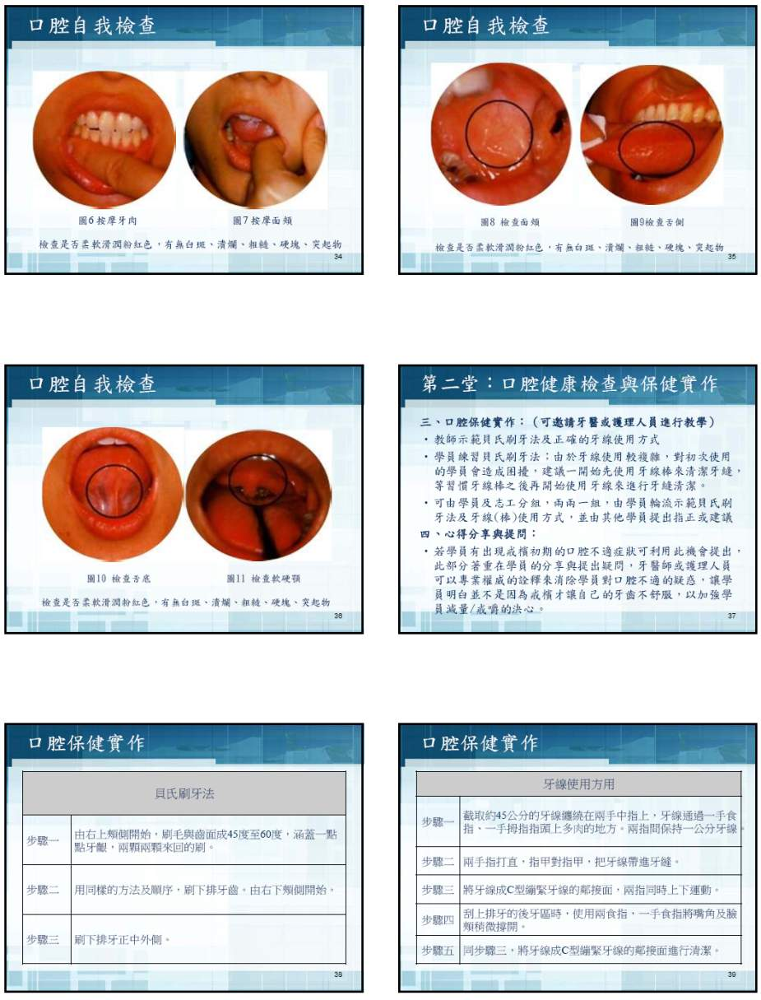 口腔自我檢查
圖6按摩牙肉
圖7按摩面頰
檢查是否柔軟滑潤粉紅色，有無白斑、潰爛、粗糙、硬塊、突起物
34
口腔自我檢查
圖8 檢查面頰
圖9檢查舌側
檢查是否柔軟滑潤粉紅色，有無白斑、潰爛、粗糙、硬塊、突起物
35
口腔自我檢查
圖10 檢查舌底
圖11 檢查軟硬顎
檢查是否柔軟滑潤粉紅色，有無白斑、潰爛、粗糙、硬塊、突起物
36
第二堂：口腔健康檢查與保健實作
三、口腔保健實作：（可邀請牙醫或護理人員進行教學）
・教師示範貝氏刷牙法及正確的牙線使用方式
・學員練習貝氏刷牙法；由於牙線使用較複雜，對初次使用
的學員會造成困擾，建議一開始先使用牙線棒來清潔牙縫，
等習慣牙線棒之後再開始使用牙線來進行牙縫清潔。
・可由學員及志工分組，兩兩一組，由學員輪流示範貝氏刷
牙法及牙線(棒)使用方式，並由其他學員提出指正或建議
四、心得分享與提問：
・若學員有出現戒檳初期的口腔不適症狀可利用此機會提出，
此部分著重在學員的分享與提出疑問，牙醫師或護理人員
可以專業權威的詮釋來消除學員對口腔不適的疑惑，讓學
員明白並不是因為戒檳才讓自己的牙齒不舒服，以加強學
員減量/戒嚼的決心。
37
口腔保健實作
貝氏刷牙法
步驟一
由右上頰側開始，刷毛與齒面成45度至60度，涵蓋一點
點牙齦，兩顆兩顆來回的刷。
步驟二
用同樣的方法及順序，刷下排牙齒。由右下頰側開始。
步驟三
刷下排牙正中外側。
38
口腔保健實作
牙線使用方用
步驟一
截取約45公分的牙線纏繞在兩手中指上，牙線通過一手食
指、一手拇指指頭上多肉的地方。兩指間保持一公分牙線。
步驟二
兩手指打直，指甲對指甲，把牙線帶進牙縫。
步驟三
將牙線成C型繃緊牙線的鄰接面，兩指同時上下運動。
步驟四
刮上排牙的後牙區時，使用兩食指，一手食指將嘴角及臉
頰稍微撐開。
步驟五
同步驟三，將牙線成C型繃緊牙線的鄰接面進行清潔。
39